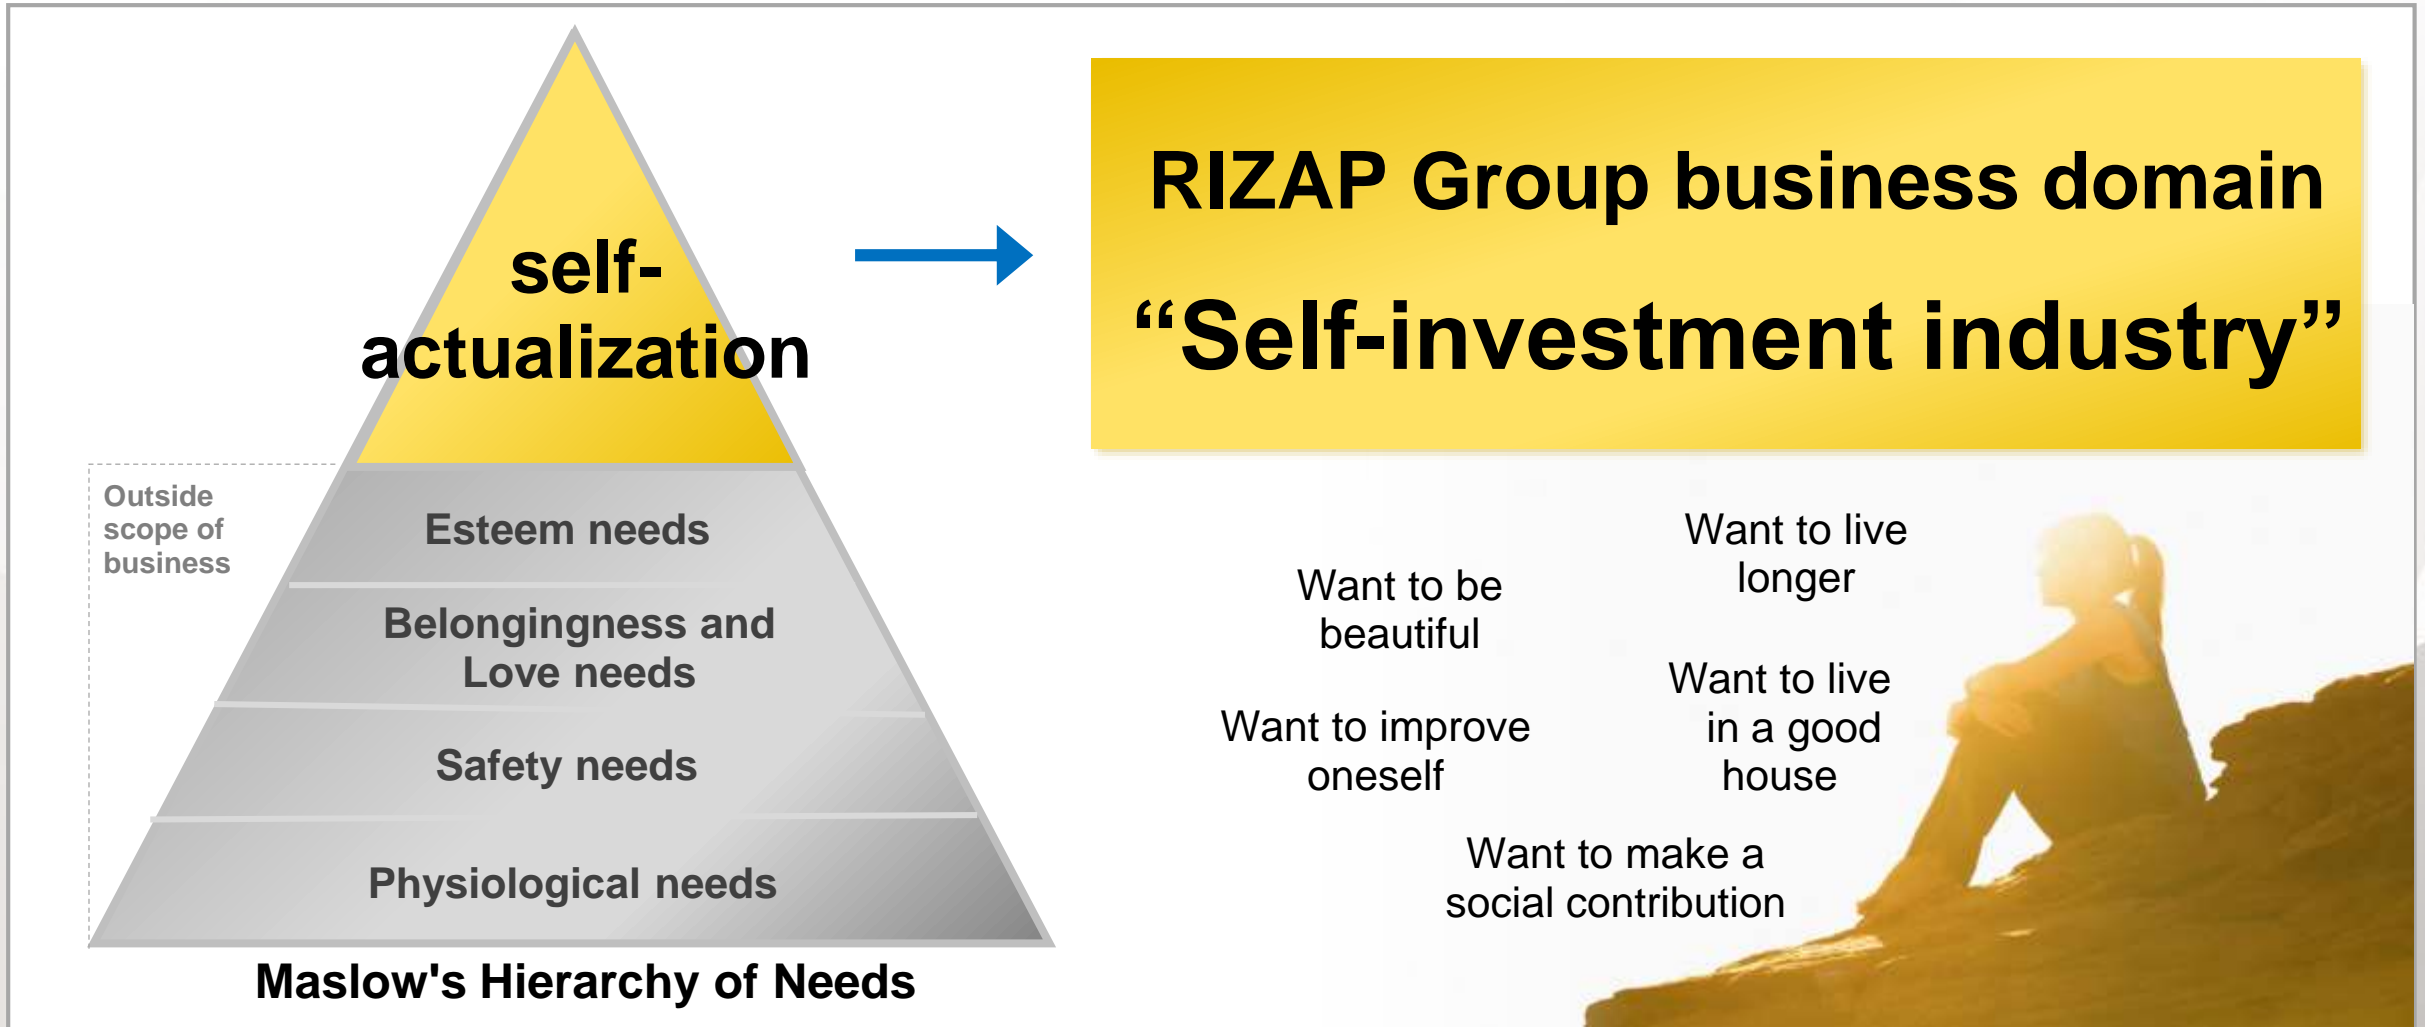 self-
actualization
Outside
scope of
business
Esteem needs
Belongingness and
Love needs
Safety needs
Physiological needs
Maslow's Hierarchy of Needs
RIZAP Group business domain
“Self-investment industry”
Want to be
beautiful
Want to live
longer
Want to improve
oneself
Want to live
in a good
house
Want to make a
social contribution